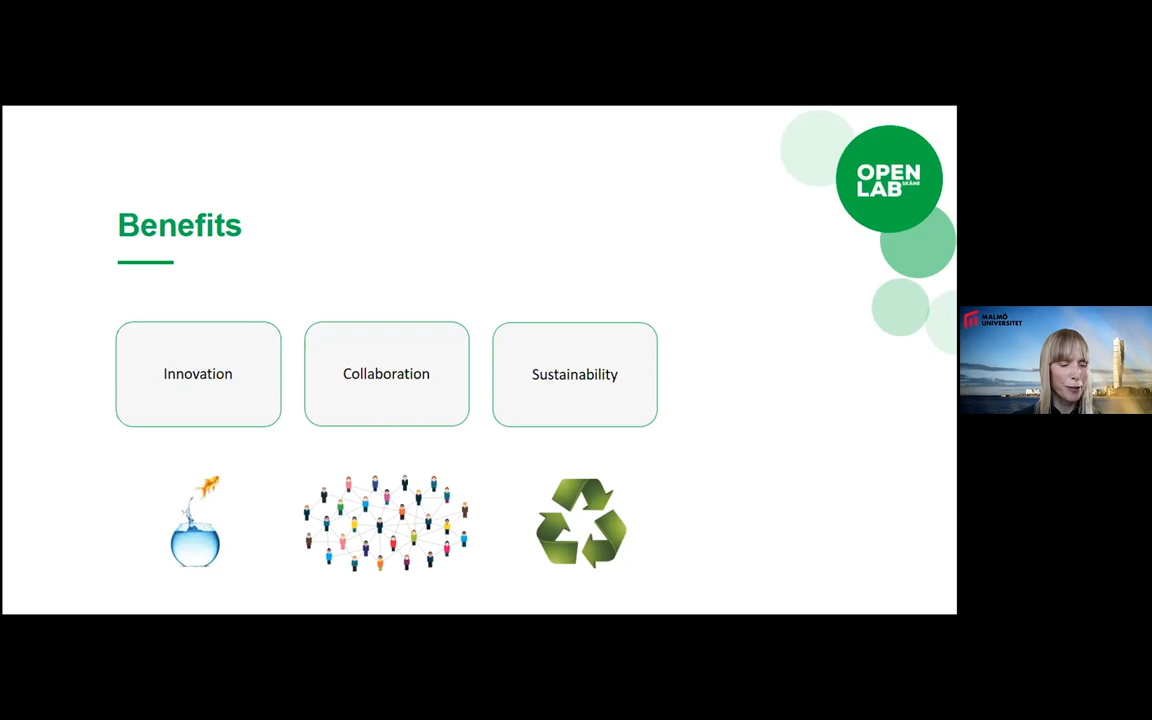 OPEN
LAB SKÅNE
Benefits
Innovation
Collaboration
Sustainability
MALMÖ
UNIVERSITET